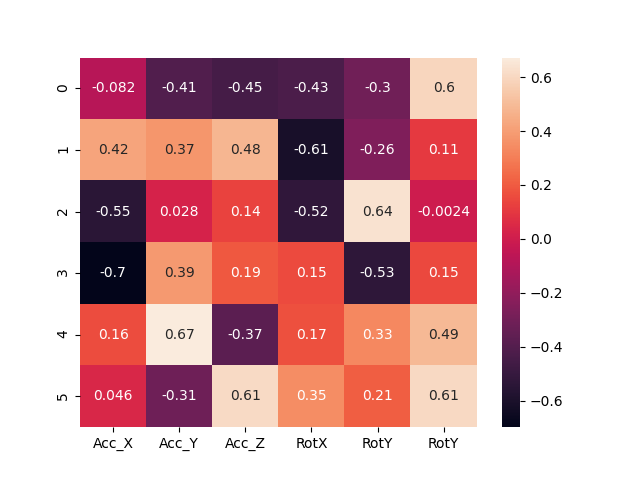 0 -0.082 -0.41 -0.45 -0.43 -0.3 0.6
1 0.42 0.37 0.48 -0.61 -0.26 0.11
2 -0.55 0.028 0.14 -0.52 0.64 -0.0024
3 -0.7 0.39 0.19 0.15 -0.53 0.15
4 0.16 0.67 -0.37 0.17 0.33 0.49
5 0.046 -0.31 0.61 0.35 0.21 0.61
Acc_X Acc_Y Acc_Z RotX RotY RotY
0.6
0.4
0.2
0.0
−0.2
−0.4
−0.6